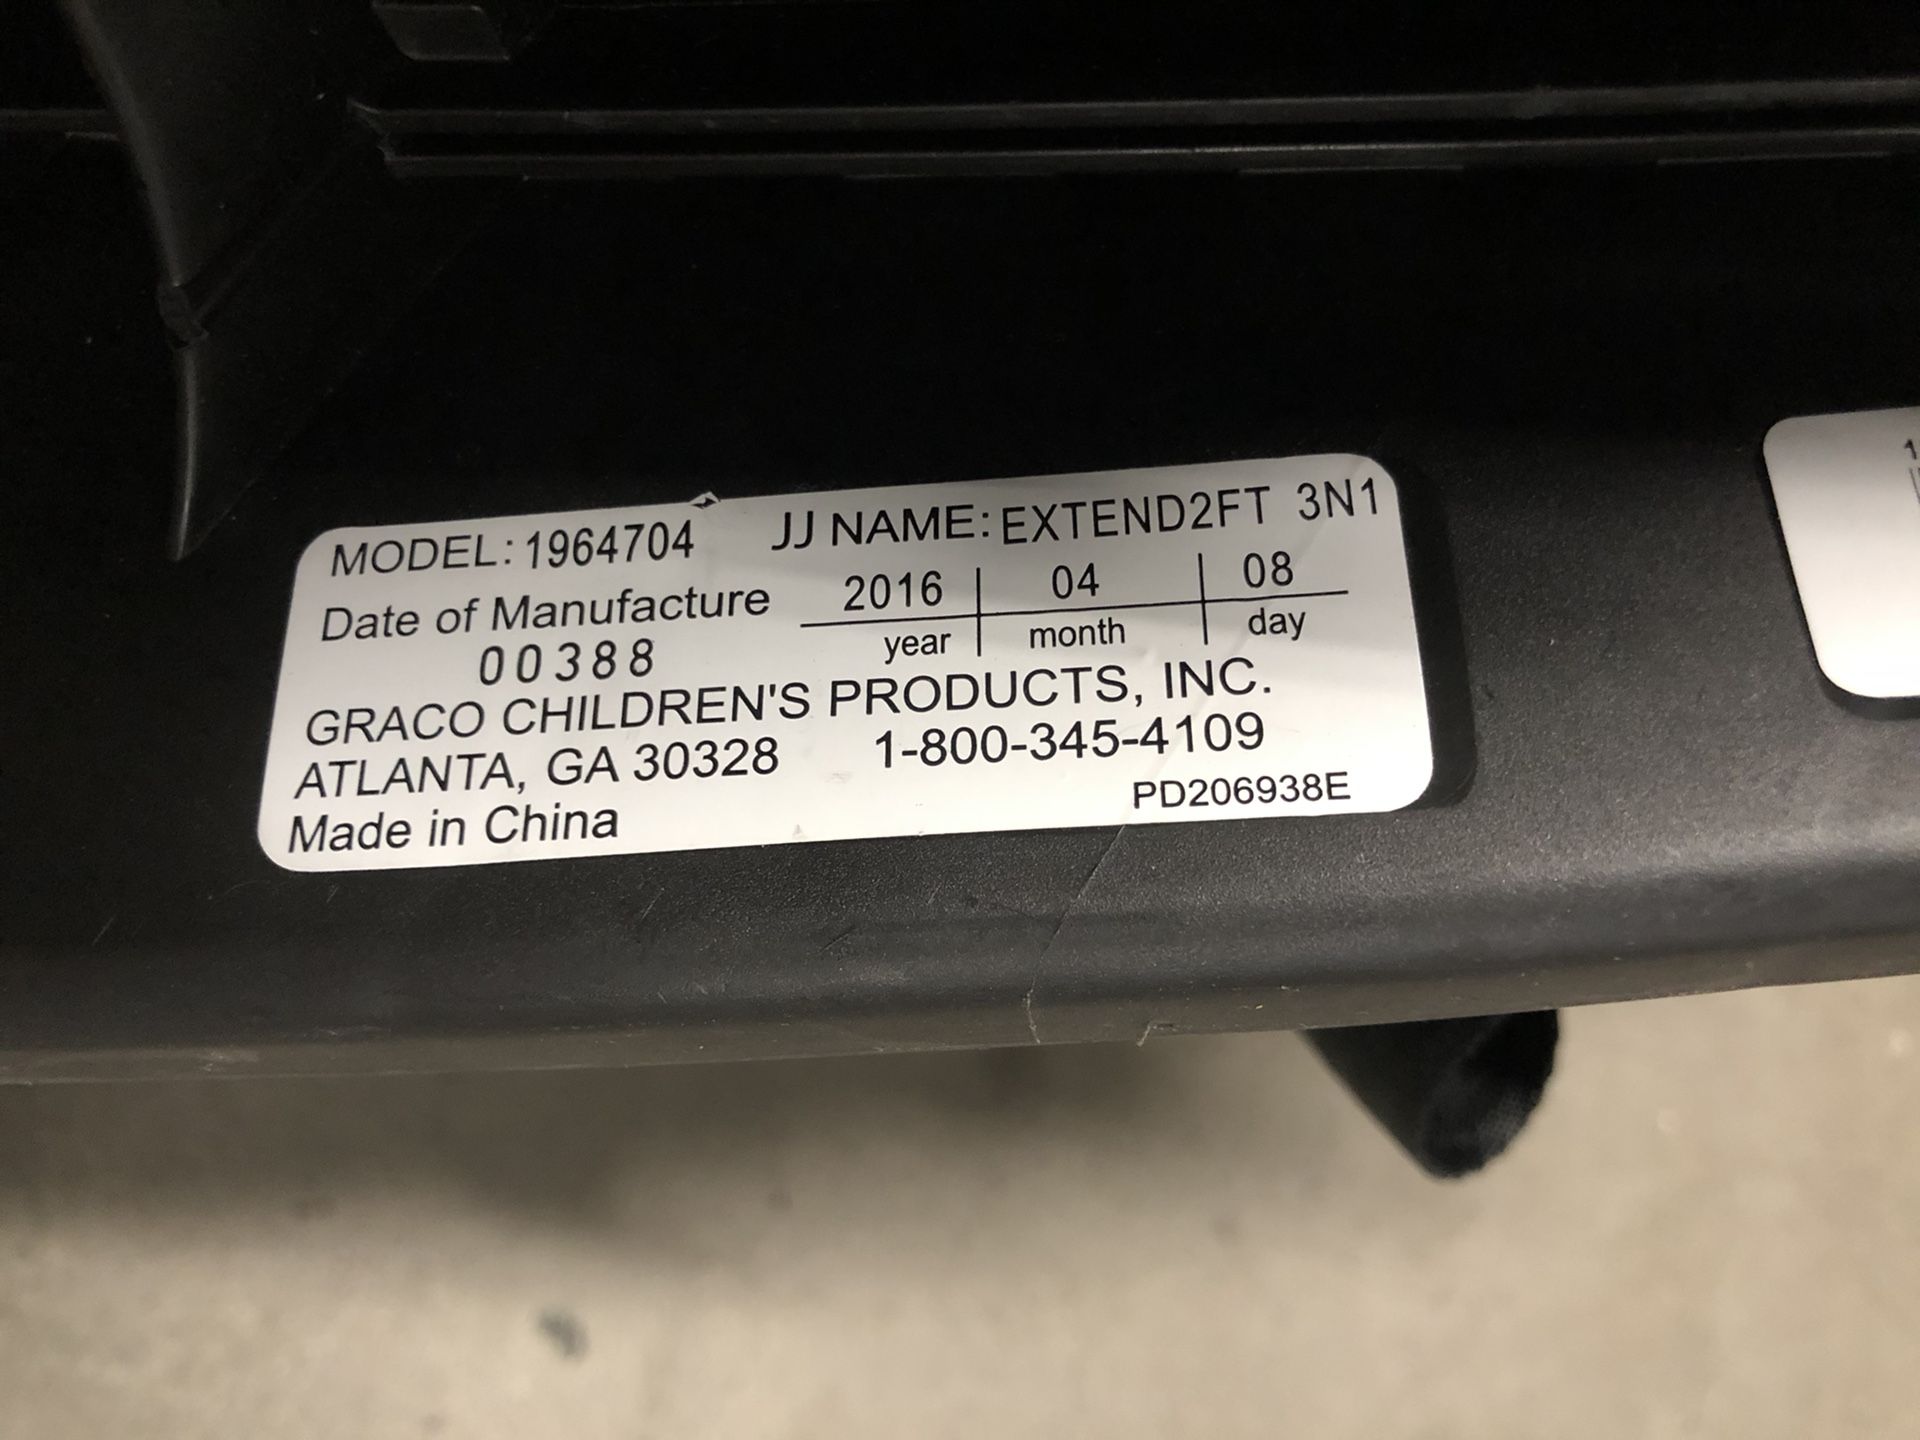 MODEL: 1964704 JJ NAME: EXTEND2FT 3N1
Date of Manufacture 2016 04 08
year month day
00388
GRACO CHILDREN'S PRODUCTS, INC.
ATLANTA, GA 30328 1-800-345-4109
Made in China PD206938E